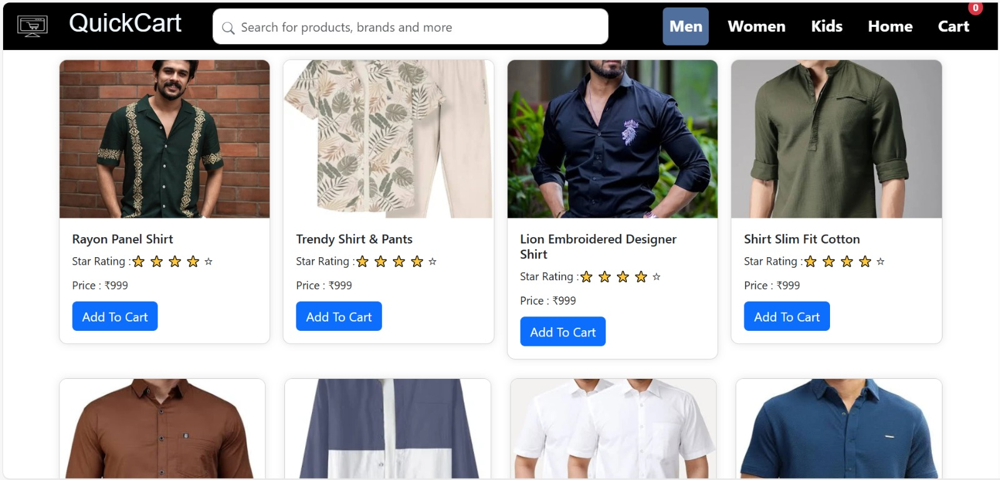 QuickCart
Search for products, brands and more
Men
Women
Kids
Home
Cart
0
Rayon Panel Shirt
Star Rating :⭐ ⭐ ⭐ ⭐ ☆
Price : ₹999
Add To Cart
Trendy Shirt & Pants
Star Rating :⭐ ⭐ ⭐ ⭐ ☆
Price : ₹999
Add To Cart
Lion Embroidered Designer
Shirt
Star Rating :⭐ ⭐ ⭐ ⭐ ☆
Price : ₹999
Add To Cart
Shirt Slim Fit Cotton
Star Rating :⭐ ⭐ ⭐ ⭐ ☆
Price : ₹999
Add To Cart